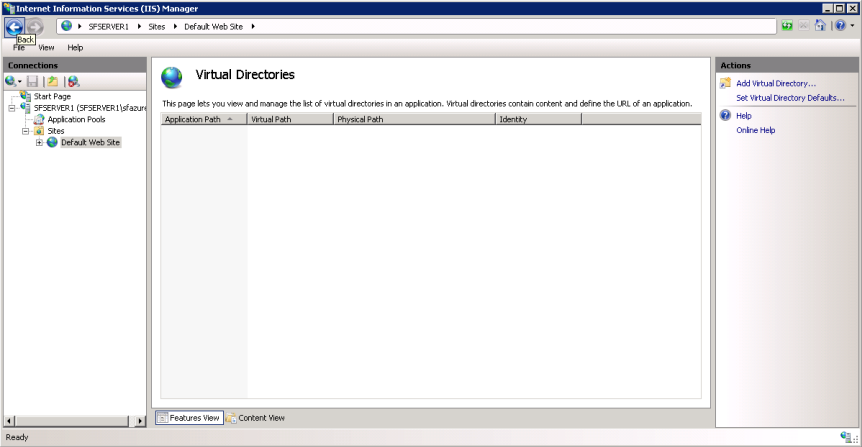 Internet Information Services (IIS) Manager
SFSERVER1 Sites Default Web Site
Back
File View Help
Connections
Start Page
SFSERVER1 (SFSERVER1\sfazure
Application Pools
Sites
Default Web Site
Virtual Directories
This page lets you view and manage the list of virtual directories in an application. Virtual directories contain content and define the URL of an application.
Application Path Virtual Path Physical Path Identity
Features View Content View
Actions
Add Virtual Directory...
Set Virtual Directory Defaults...
Help
Online Help
Ready